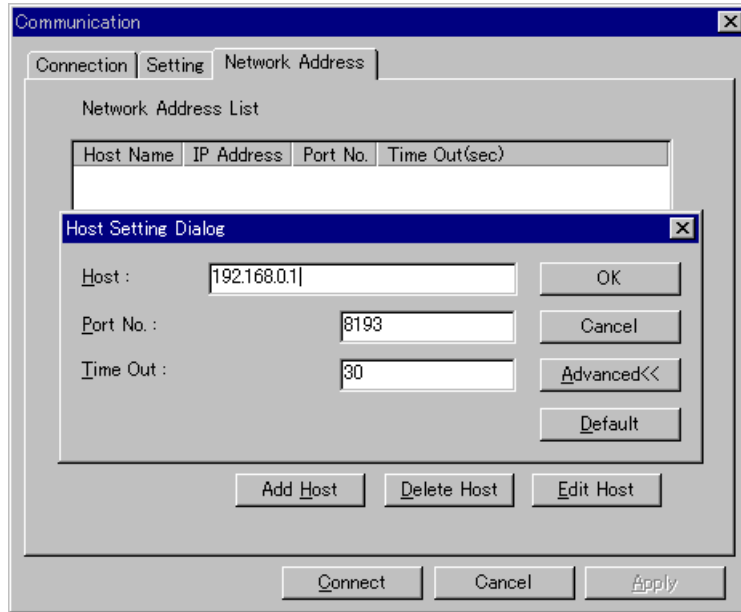 Communication
Connection Setting Network Address
Network Address List
Host Name IP Address Port No. Time Out(sec)
Host Setting Dialog
Host : 192.168.0.1 OK
Port No. : 8193 Cancel
Time Out : 30 Advanced<<
Default
Add Host Delete Host Edit Host
Connect Cancel Apply